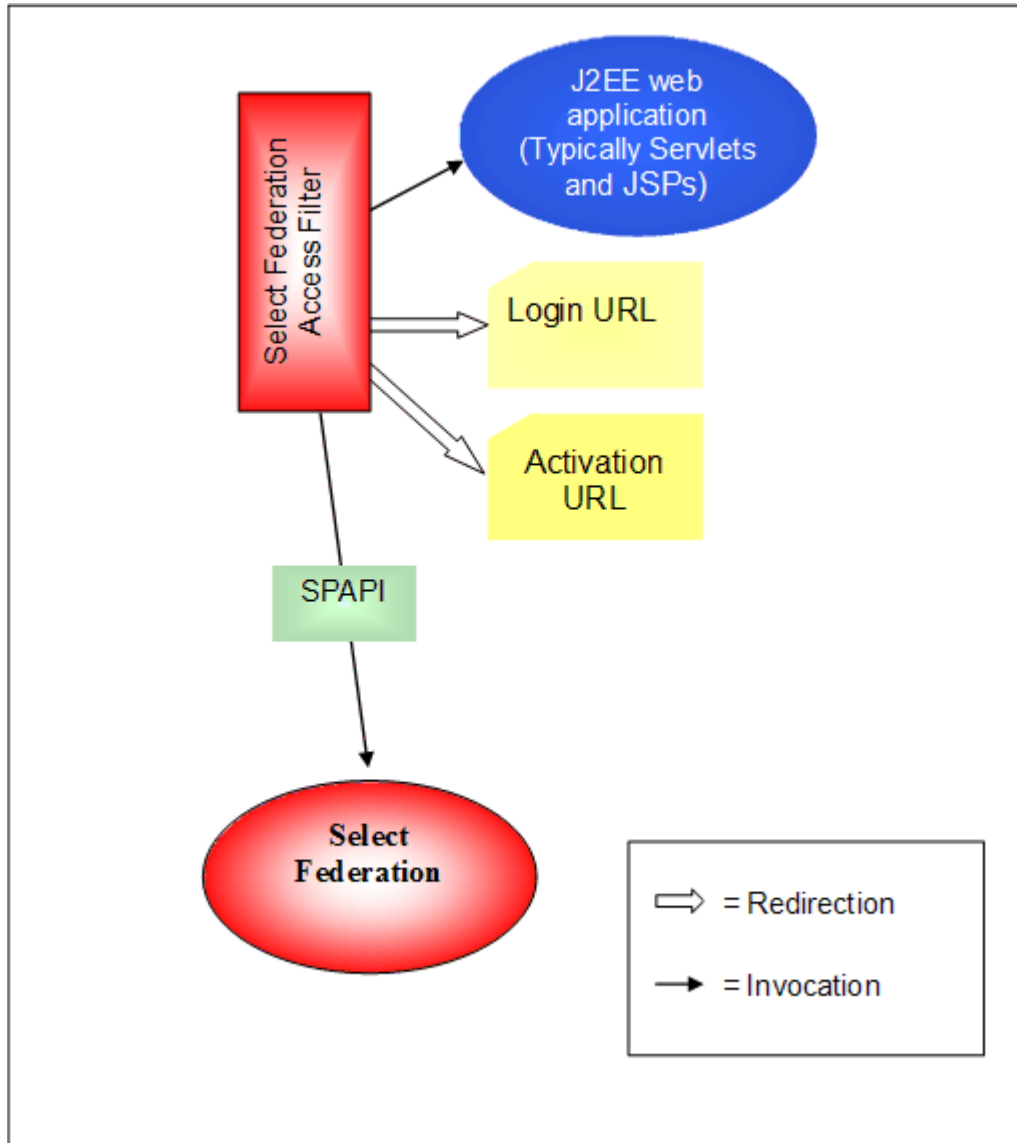 J2EE web
application
(Typically Servlets
and JSPs)
Select Federation
Access Filter
Login URL
Activation
URL
SPAPI
Select
Federation
= Redirection
= Invocation